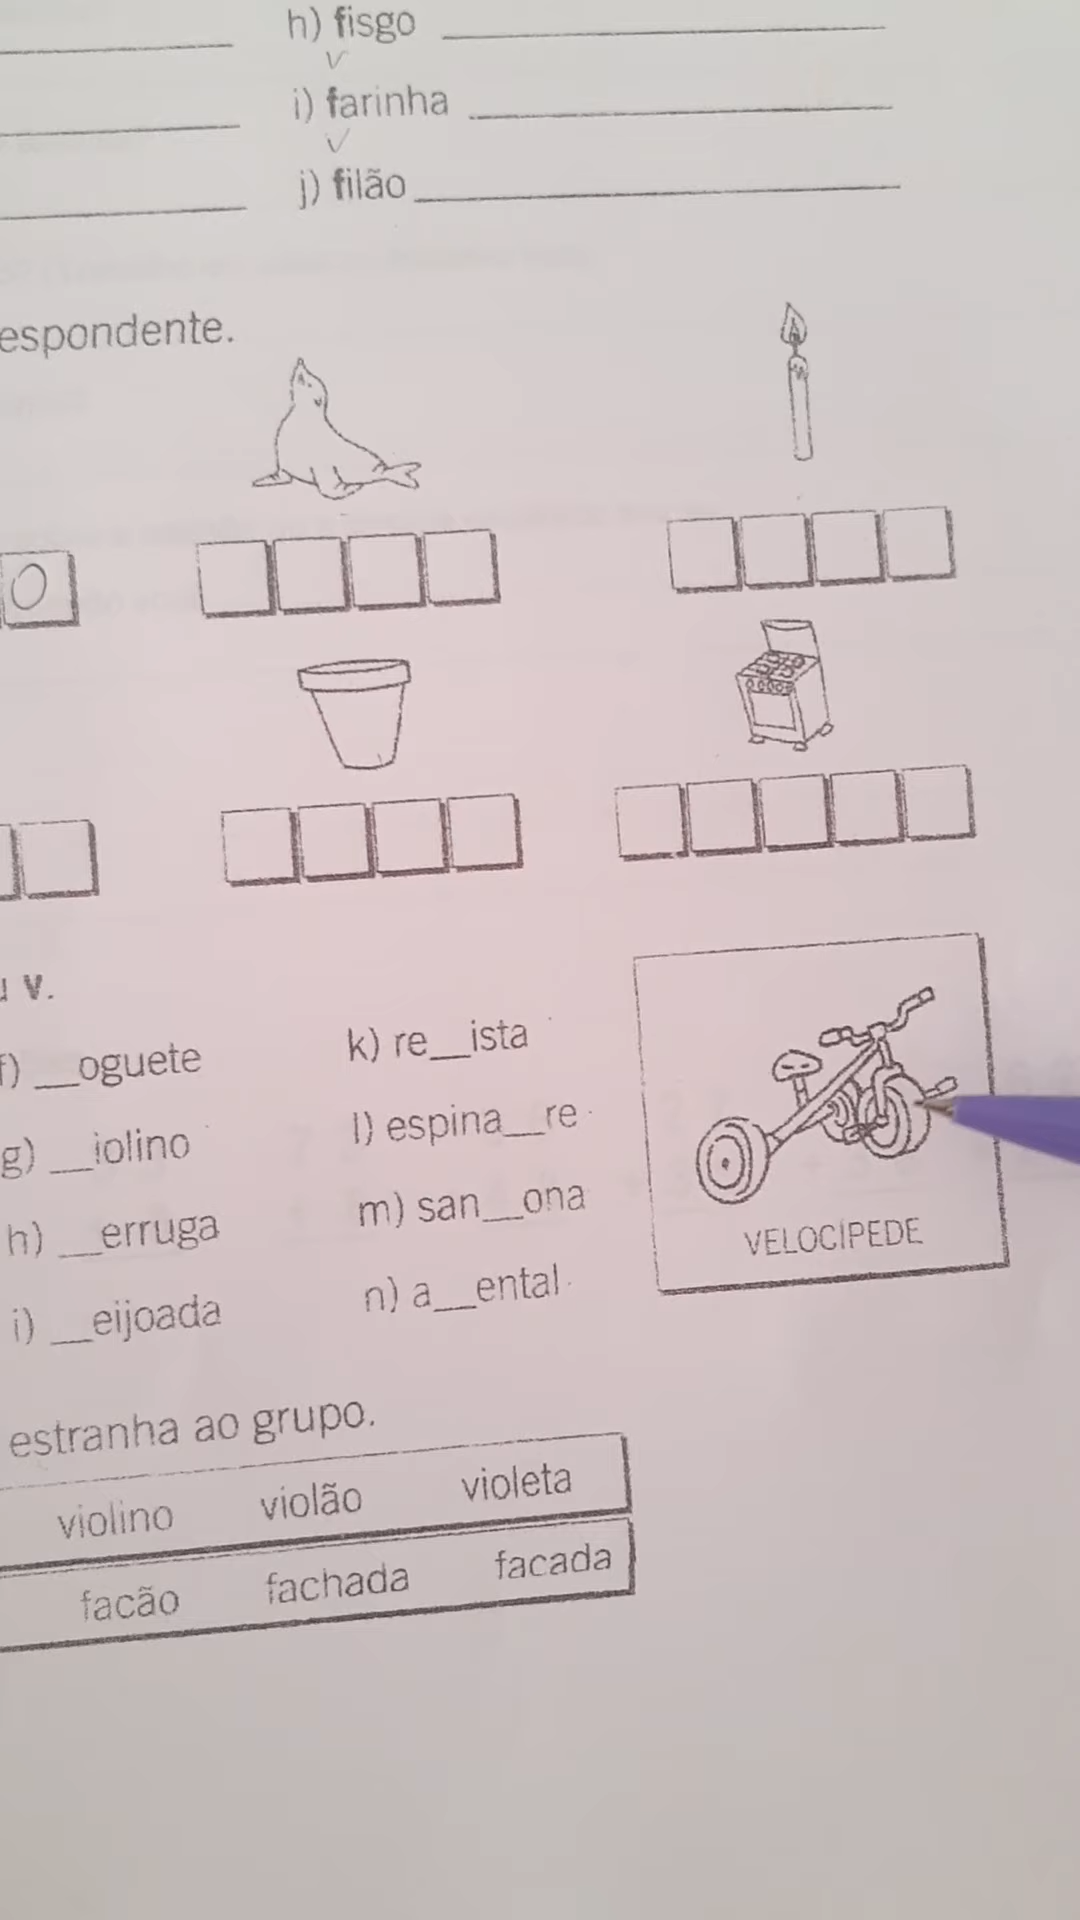 h) fisgo
v
i) farinha
v
j) filão
espondente.
O
v.
f) __oguete
k) re__ista
g) __iolino
l) espina__re
h) __erruga
m) san__ona
i) __eijoada
n) a__ental
VELOCÍPEDE
estranha ao grupo.
violino violão violeta
facão fachada facada